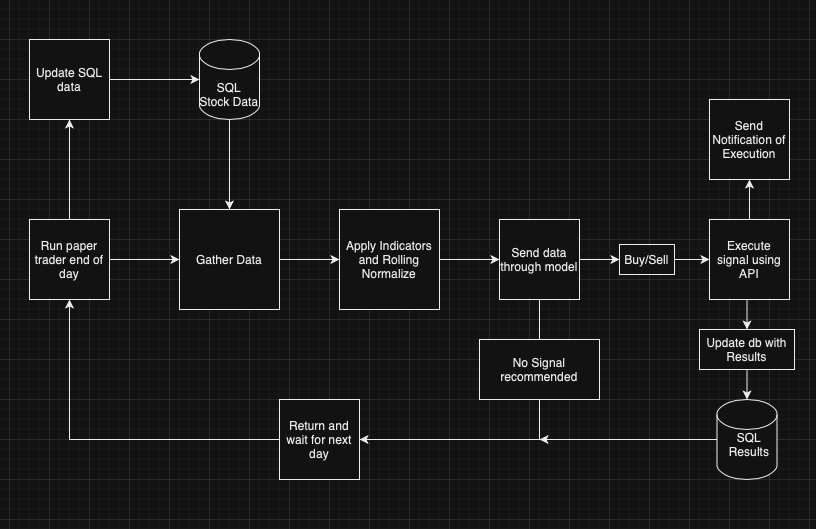 Update SQL
data
SQL
Stock Data
Send
Notification of
Execution
Run paper
trader end of
day
Gather Data
Apply Indicators
and Rolling
Normalize
Send data
through model
Buy/Sell
Execute
signal using
API
No Signal
recommended
Update db with
Results
Return and
wait for next
day
SQL
Results